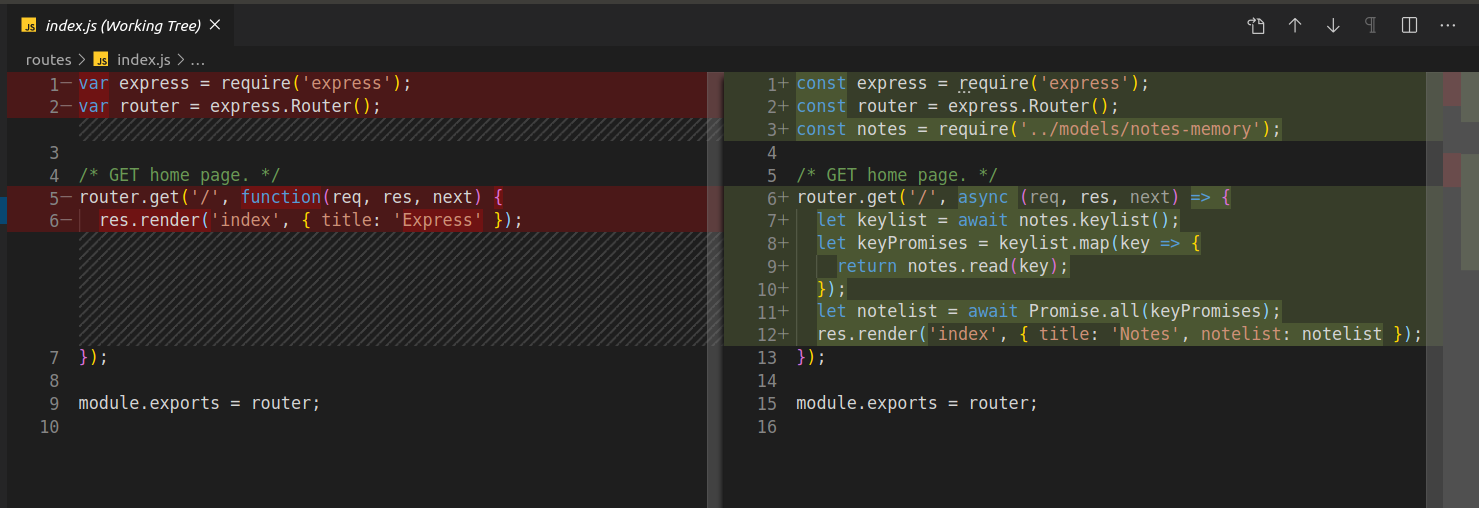 JS index.js (Working Tree) ×
routes > JS index.js > ...
1− var express = require('express');
2− var router = express.Router();
3
4 /* GET home page. */
5− router.get('/', function(req, res, next) {
6−   res.render('index', { title: 'Express' });
7 });
8
9 module.exports = router;
10
1+ const express = require('express');
2+ const router = express.Router();
3+ const notes = require('../models/notes-memory');
4
5 /* GET home page. */
6+ router.get('/', async (req, res, next) => {
7+   let keylist = await notes.keylist();
8+   let keyPromises = keylist.map(key => {
9+     return notes.read(key);
10+   });
11+   let notelist = await Promise.all(keyPromises);
12+   res.render('index', { title: 'Notes', notelist: notelist });
13 });
14
15 module.exports = router;
16